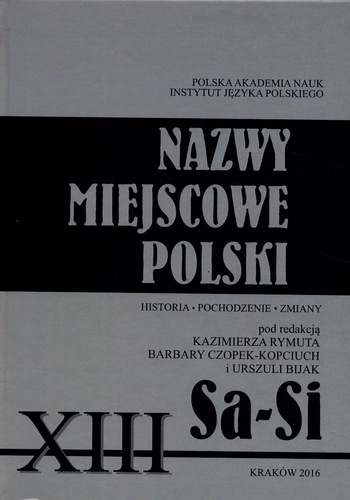 POLSKA AKADEMIA NAUK
INSTYTUT JĘZYKA POLSKIEGO
NAZWY
MIEJSCOWE
POLSKI
HISTORIA • POCHODZENIE • ZMIANY
pod redakcją
KAZIMIERZA RYMUTA
BARBARY CZOPEK-KOPCIUCH
i URSZULI BIJAK
Sa-Si
XIII
KRAKÓW 2016